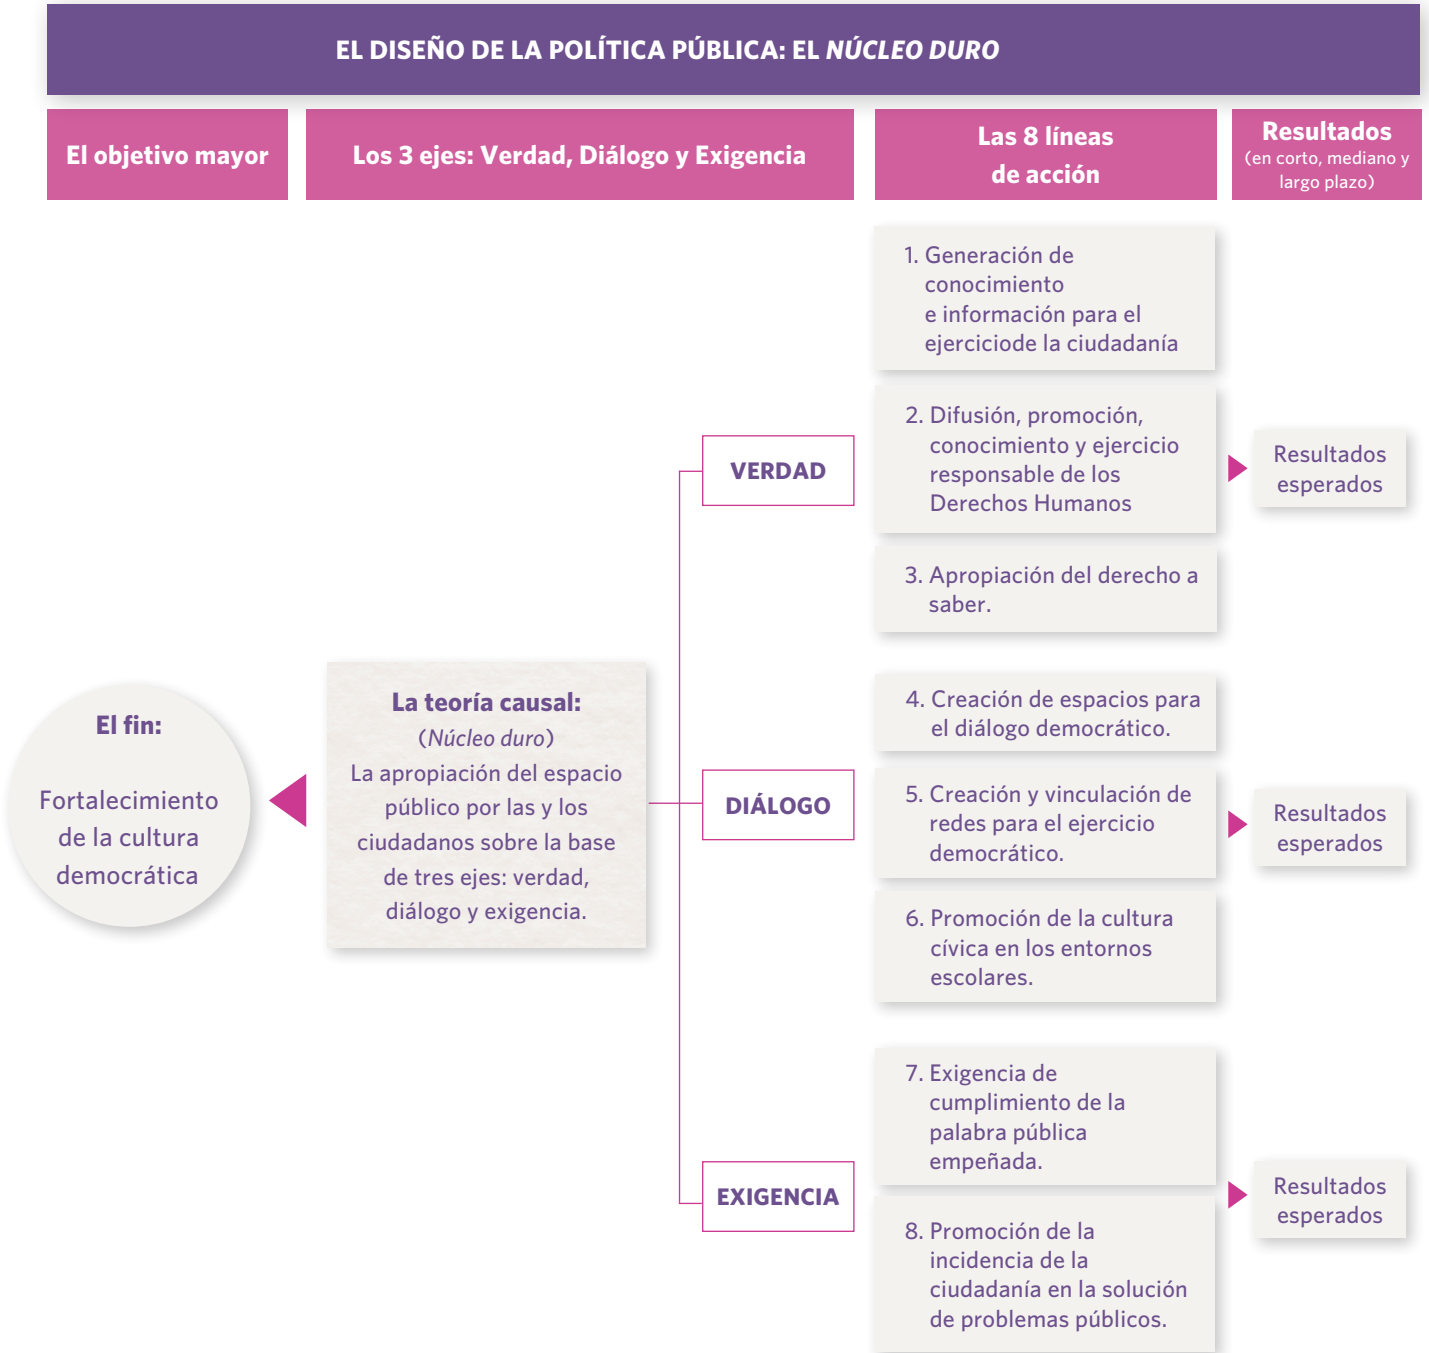 EL DISEÑO DE LA POLÍTICA PÚBLICA: EL NÚCLEO DURO
El objetivo mayor
Los 3 ejes: Verdad, Diálogo y Exigencia
Las 8 líneas
de acción
Resultados
(en corto, mediano y
largo plazo)
El fin:
Fortalecimiento
de la cultura
democrática
La teoría causal:
(Núcleo duro)
La apropiación del espacio
público por las y los
ciudadanos sobre la base
de tres ejes: verdad,
diálogo y exigencia.
VERDAD
1. Generación de
conocimiento
e información para el
ejerciciode la ciudadanía
2. Difusión, promoción,
conocimiento y ejercicio
responsable de los
Derechos Humanos
3. Apropiación del derecho a
saber.
Resultados
esperados
DIÁLOGO
4. Creación de espacios para
el diálogo democrático.
5. Creación y vinculación de
redes para el ejercicio
democrático.
6. Promoción de la cultura
cívica en los entornos
escolares.
Resultados
esperados
EXIGENCIA
7. Exigencia de
cumplimiento de la
palabra pública
empeñada.
8. Promoción de la
incidencia de la
ciudadanía en la solución
de problemas públicos.
Resultados
esperados